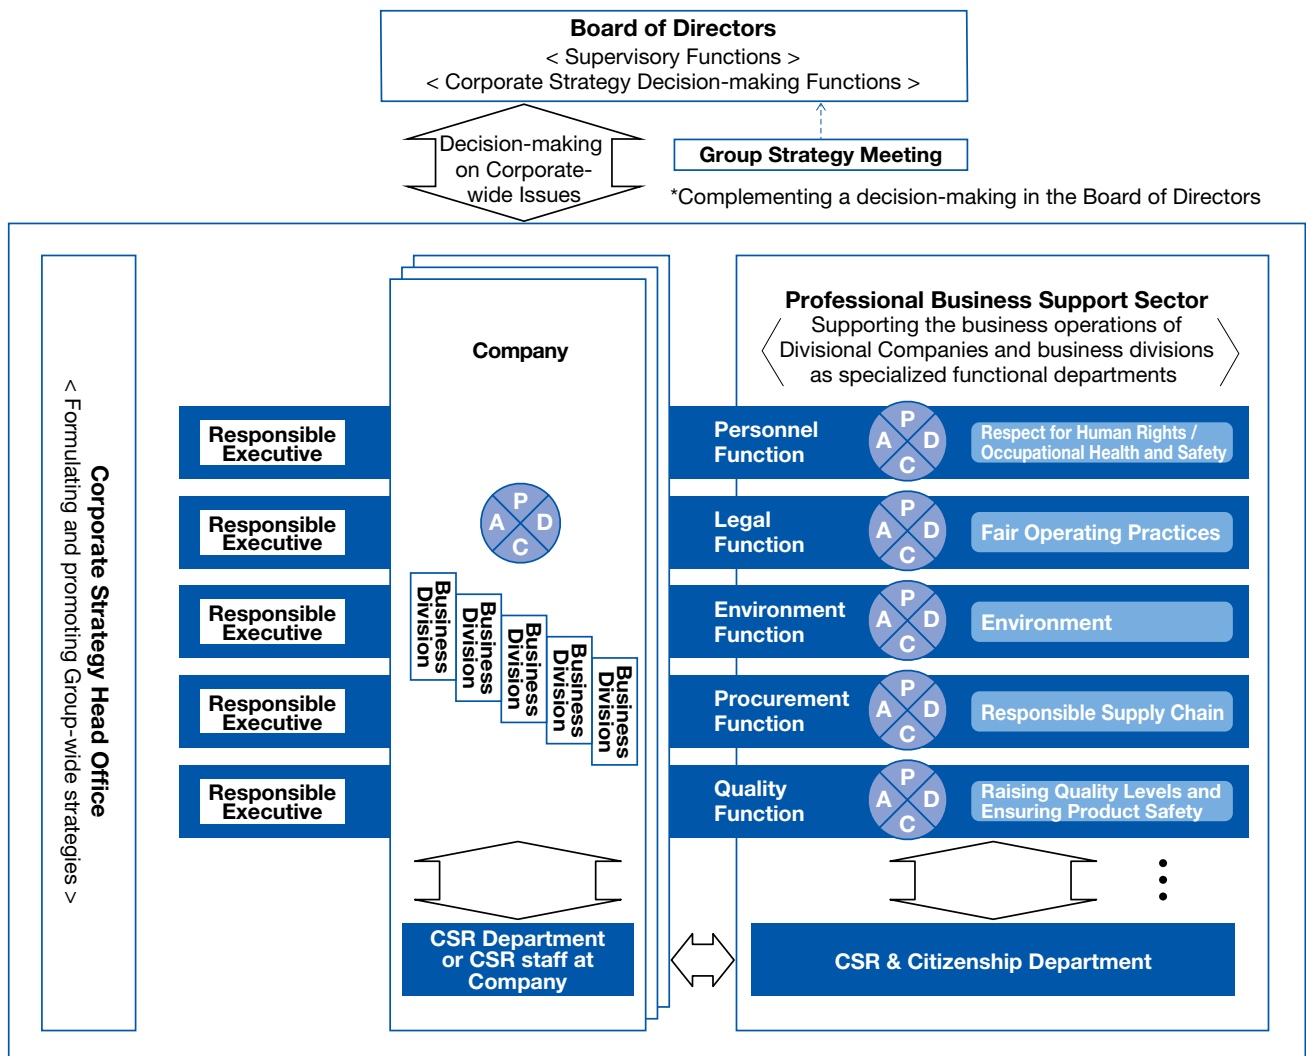 Board of Directors
< Supervisory Functions >
< Corporate Strategy Decision-making Functions >
Decision-making
on Corporate-
wide Issues
Group Strategy Meeting
*Complementing a decision-making in the Board of Directors
Corporate Strategy Head Office
< Formulating and promoting Group-wide strategies >
Company
Professional Business Support Sector
Supporting the business operations of
Divisional Companies and business divisions
as specialized functional departments
Responsible
Executive
Personnel
Function
P
A D
C
Respect for Human Rights /
Occupational Health and Safety
Responsible
Executive
P
A D
C
Legal
Function
P
A D
C
Fair Operating Practices
Responsible
Executive
Business
Division
Business
Division
Business
Division
Business
Division
Business
Division
Environment
Function
P
A D
C
Environment
Responsible
Executive
Procurement
Function
P
A D
C
Responsible Supply Chain
Responsible
Executive
Quality
Function
P
A D
C
Raising Quality Levels and
Ensuring Product Safety
CSR Department
or CSR staff at
Company
CSR & Citizenship Department